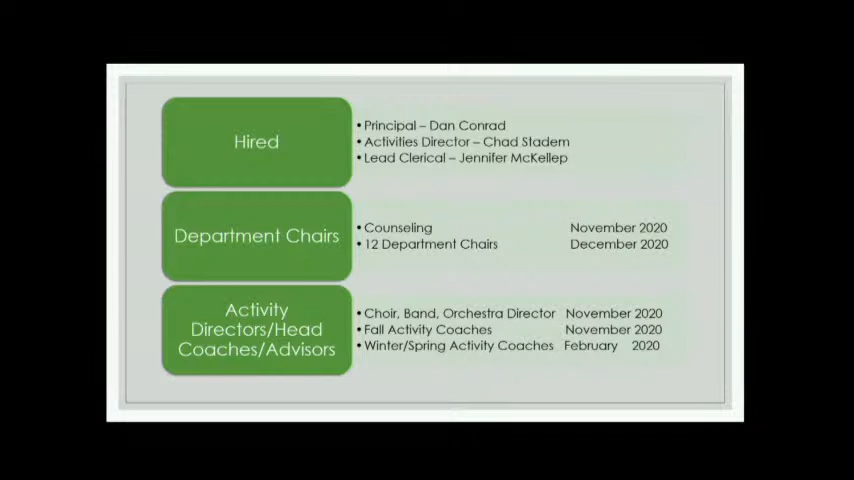 Hired
•Principal – Dan Conrad
•Activities Director – Chad Stadem
•Lead Clerical – Jennifer McKellep
Department Chairs
•Counseling November 2020
•12 Department Chairs December 2020
Activity
Directors/Head
Coaches/Advisors
•Choir, Band, Orchestra Director November 2020
•Fall Activity Coaches November 2020
•Winter/Spring Activity Coaches February 2020